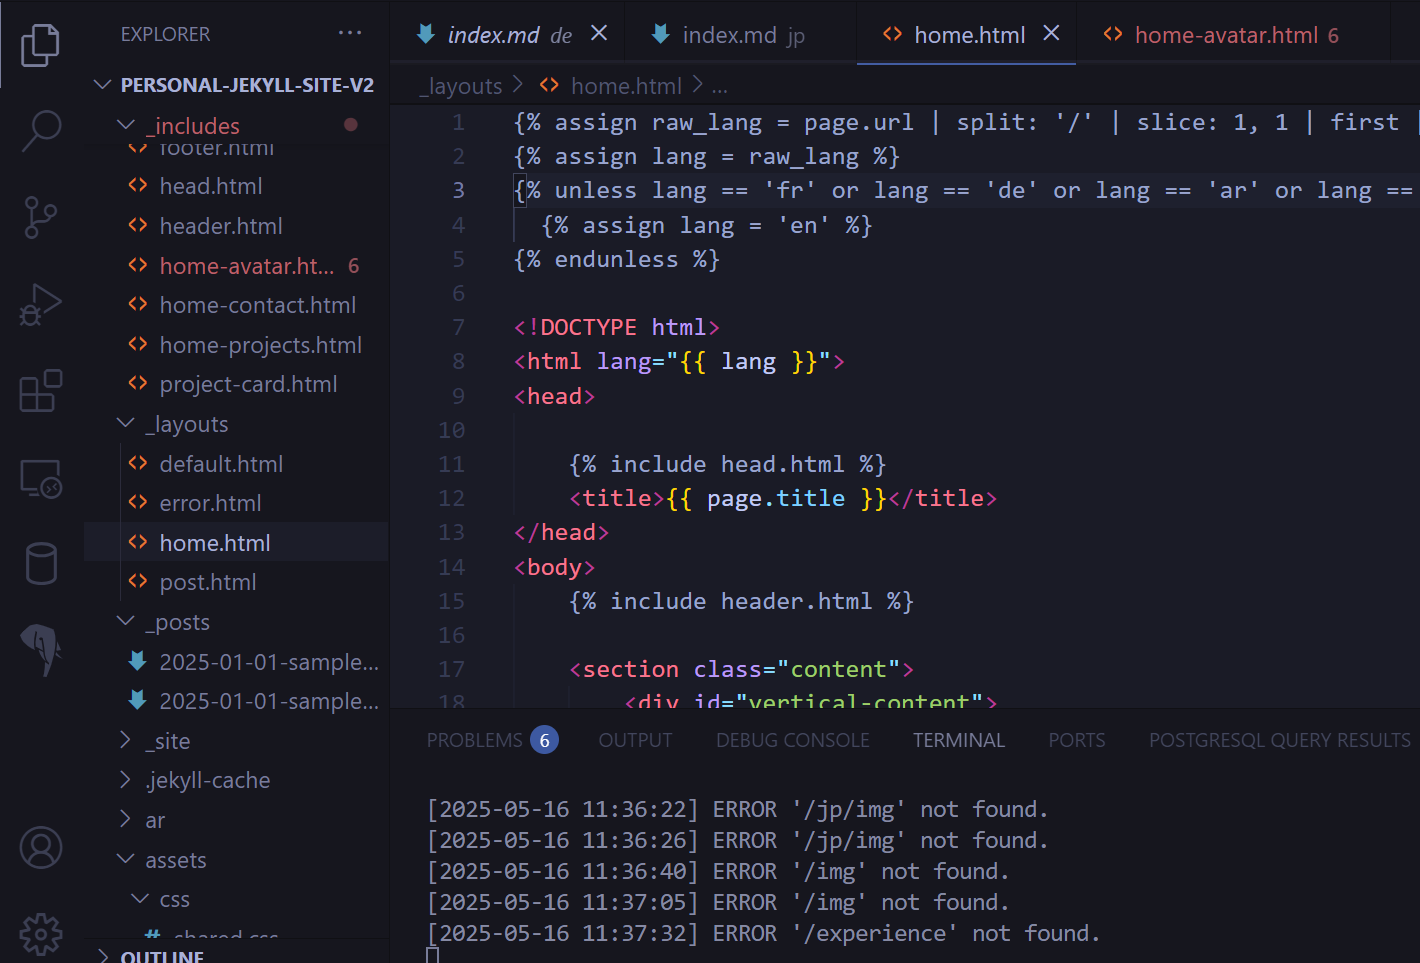 EXPLORER
PERSONAL-JEKYLL-SITE-V2
_includes
footer.html
head.html
header.html
home-avatar.ht... 6
home-contact.html
home-projects.html
project-card.html
_layouts
default.html
error.html
home.html
post.html
_posts
2025-01-01-sample...
2025-01-01-sample...
_site
.jekyll-cache
ar
assets
css
# shared.css
OUTLINE
index.md de
index.md jp
home.html
home-avatar.html 6
_layouts > home.html > ...
1 {% assign raw_lang = page.url | split: '/' | slice: 1, 1 | first |
2 {% assign lang = raw_lang %}
3 {% unless lang == 'fr' or lang == 'de' or lang == 'ar' or lang ==
4 {% assign lang = 'en' %}
5 {% endunless %}
6
7 <!DOCTYPE html>
8 <html lang="{{ lang }}">
9 <head>
10
11 {% include head.html %}
12 <title>{{ page.title }}</title>
13 </head>
14 <body>
15 {% include header.html %}
16
17 <section class="content">
18 <div id="vertical-content">
PROBLEMS 6 OUTPUT DEBUG CONSOLE TERMINAL PORTS POSTGRESQL QUERY RESULTS
[2025-05-16 11:36:22] ERROR '/jp/img' not found.
[2025-05-16 11:36:26] ERROR '/jp/img' not found.
[2025-05-16 11:36:40] ERROR '/img' not found.
[2025-05-16 11:37:05] ERROR '/img' not found.
[2025-05-16 11:37:32] ERROR '/experience' not found.